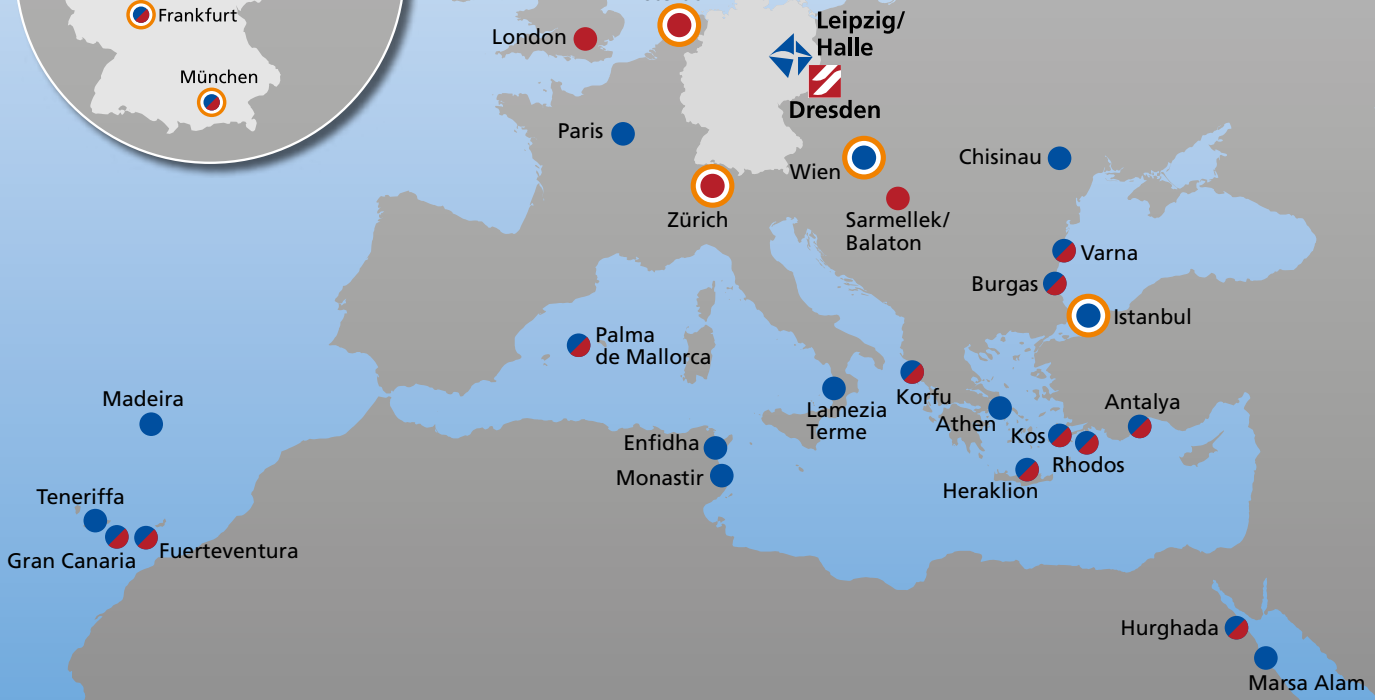 Frankfurt
München
London
Leipzig/
Halle
Dresden
Paris
Wien
Chisinau
Zürich
Sarmellek/
Balaton
Varna
Burgas
Istanbul
Palma
de Mallorca
Madeira
Lamezia
Terme
Korfu
Athen
Antalya
Enfidha
Kos
Rhodos
Monastir
Heraklion
Teneriffa
Gran Canaria
Fuerteventura
Hurghada
Marsa Alam